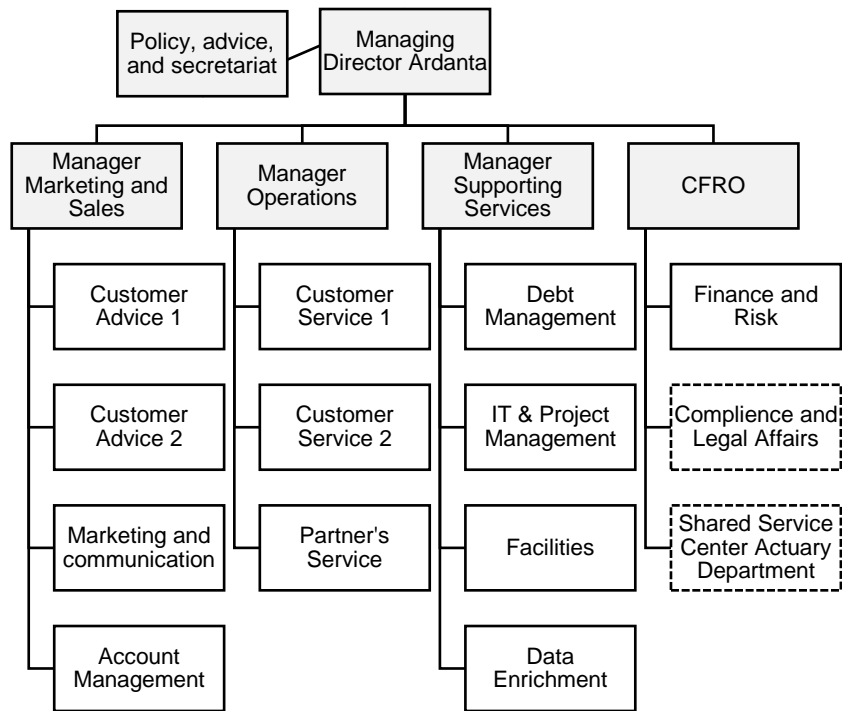 Policy, advice,
and secretariat
Managing
Director Ardanta
Manager
Marketing and
Sales
Manager
Operations
Manager
Supporting
Services
CFRO
Customer
Advice 1
Customer
Service 1
Debt
Management
Finance and
Risk
Customer
Advice 2
Customer
Service 2
IT & Project
Management
Complience and
Legal Affairs
Marketing and
communication
Partner's
Service
Facilities
Shared Service
Center Actuary
Department
Account
Management
Data
Enrichment